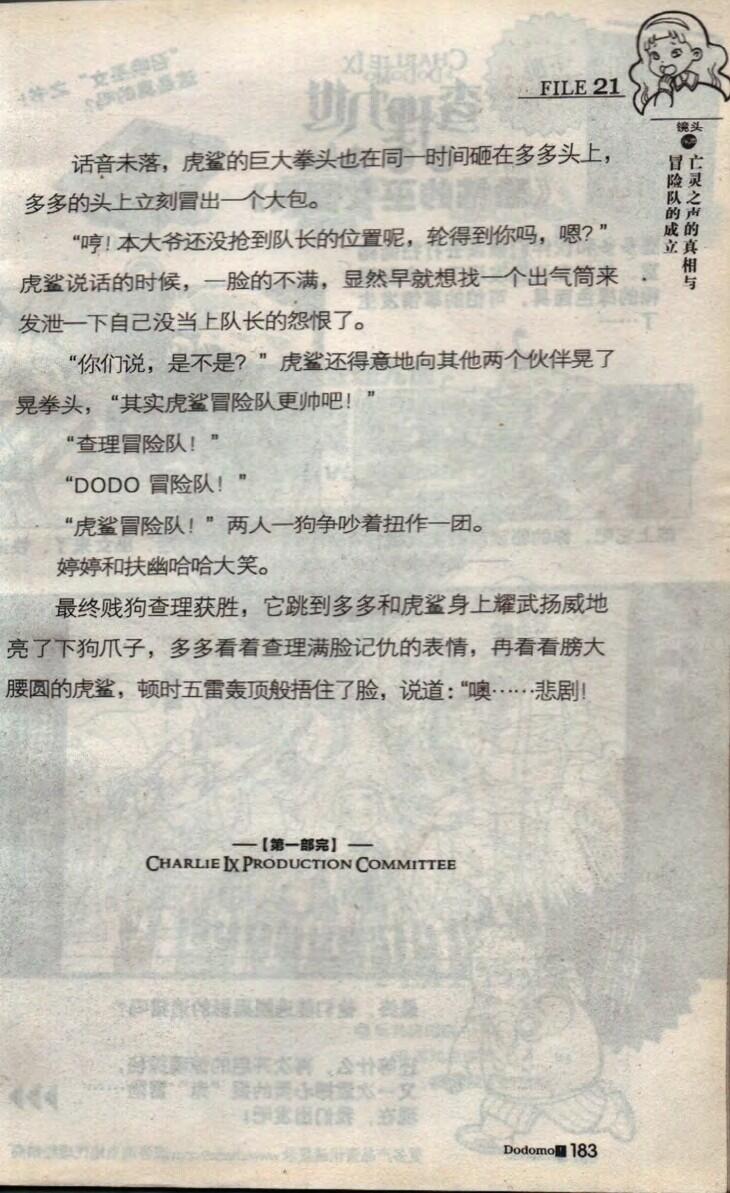 FILE 21
镜头
亡灵之声的真相与
冒险队的成立
话音未落，虎鲨的巨大拳头也在同一时间砸在多多头上，
多多的头上立刻冒出一个大包。
“哼！本大爷还没抢到队长的位置呢，轮得到你吗，嗯？”
虎鲨说话的时候，一脸的不满，显然早就想找一个出气筒来
发泄一下自己没当上队长的怨恨了。
“你们说，是不是？”虎鲨还得意地向其他两个伙伴晃了
晃拳头，“其实虎鲨冒险队更帅吧！”
“查理冒险队！”
“DODO 冒险队！”
“虎鲨冒险队！”两人一狗争吵着扭作一团。
婷婷和扶幽哈哈大笑。
最终贱狗查理获胜，它跳到多多和虎鲨身上耀武扬威地
亮了下狗爪子，多多看着查理满脸记仇的表情，再看看膀大
腰圆的虎鲨，顿时五雷轰顶般捂住了脸，说道：“噢……悲剧！
【第一部完】
CHARLIE IX PRODUCTION COMMITTEE
Dodomo 183